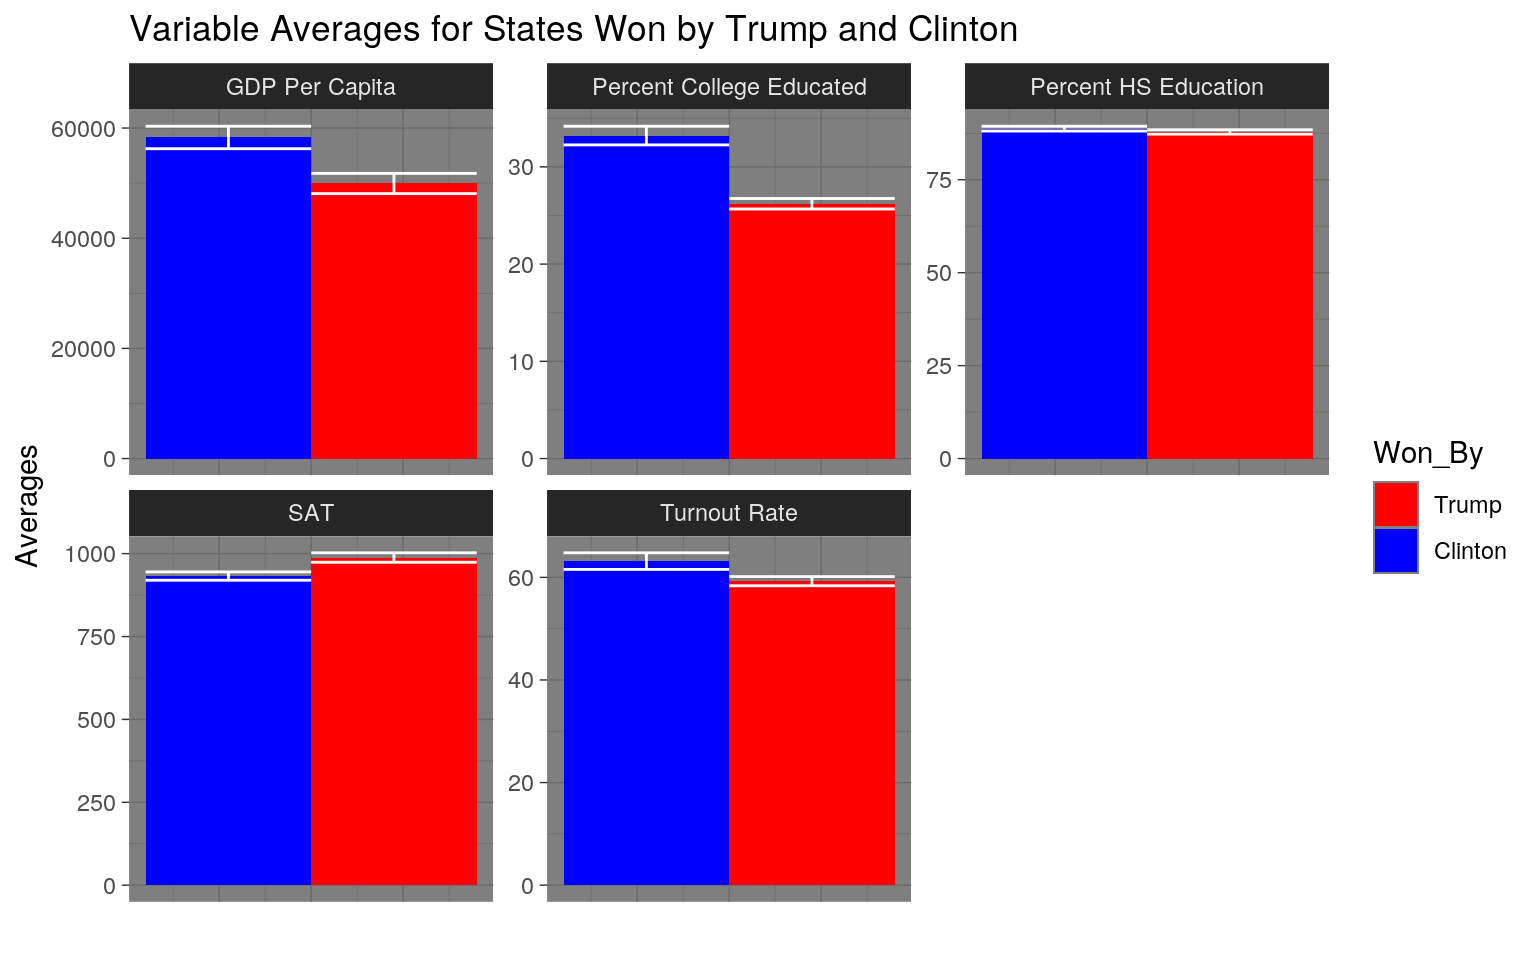 Variable Averages for States Won by Trump and Clinton
GDP Per Capita
60000
40000
20000
0
Percent College Educated
30
20
10
0
Percent HS Education
75
50
25
0
Averages
SAT
1000
750
500
250
0
Turnout Rate
60
40
20
0
Won_By
Trump
Clinton